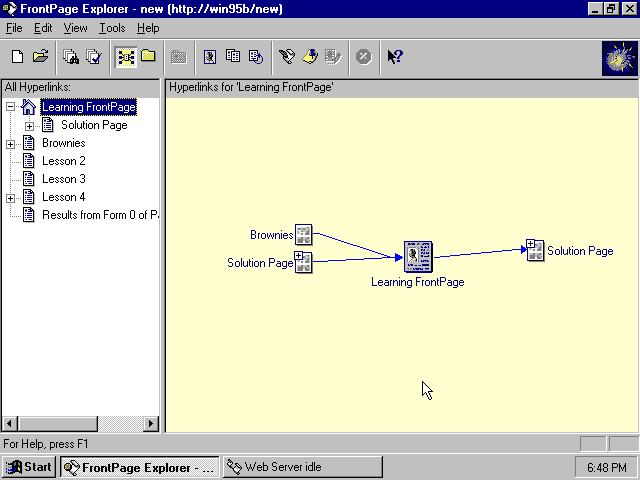 FrontPage Explorer - new (http://win95b/new)
File Edit View Tools Help
All Hyperlinks:
Hyperlinks for 'Learning FrontPage'
Learning FrontPage
Solution Page
Brownies
Lesson 2
Lesson 3
Lesson 4
Results from Form 0 of Pa
Brownies
Solution Page
Learning FrontPage
Solution Page
For Help, press F1
Start
FrontPage Explorer - ...
Web Server idle
6:48 PM